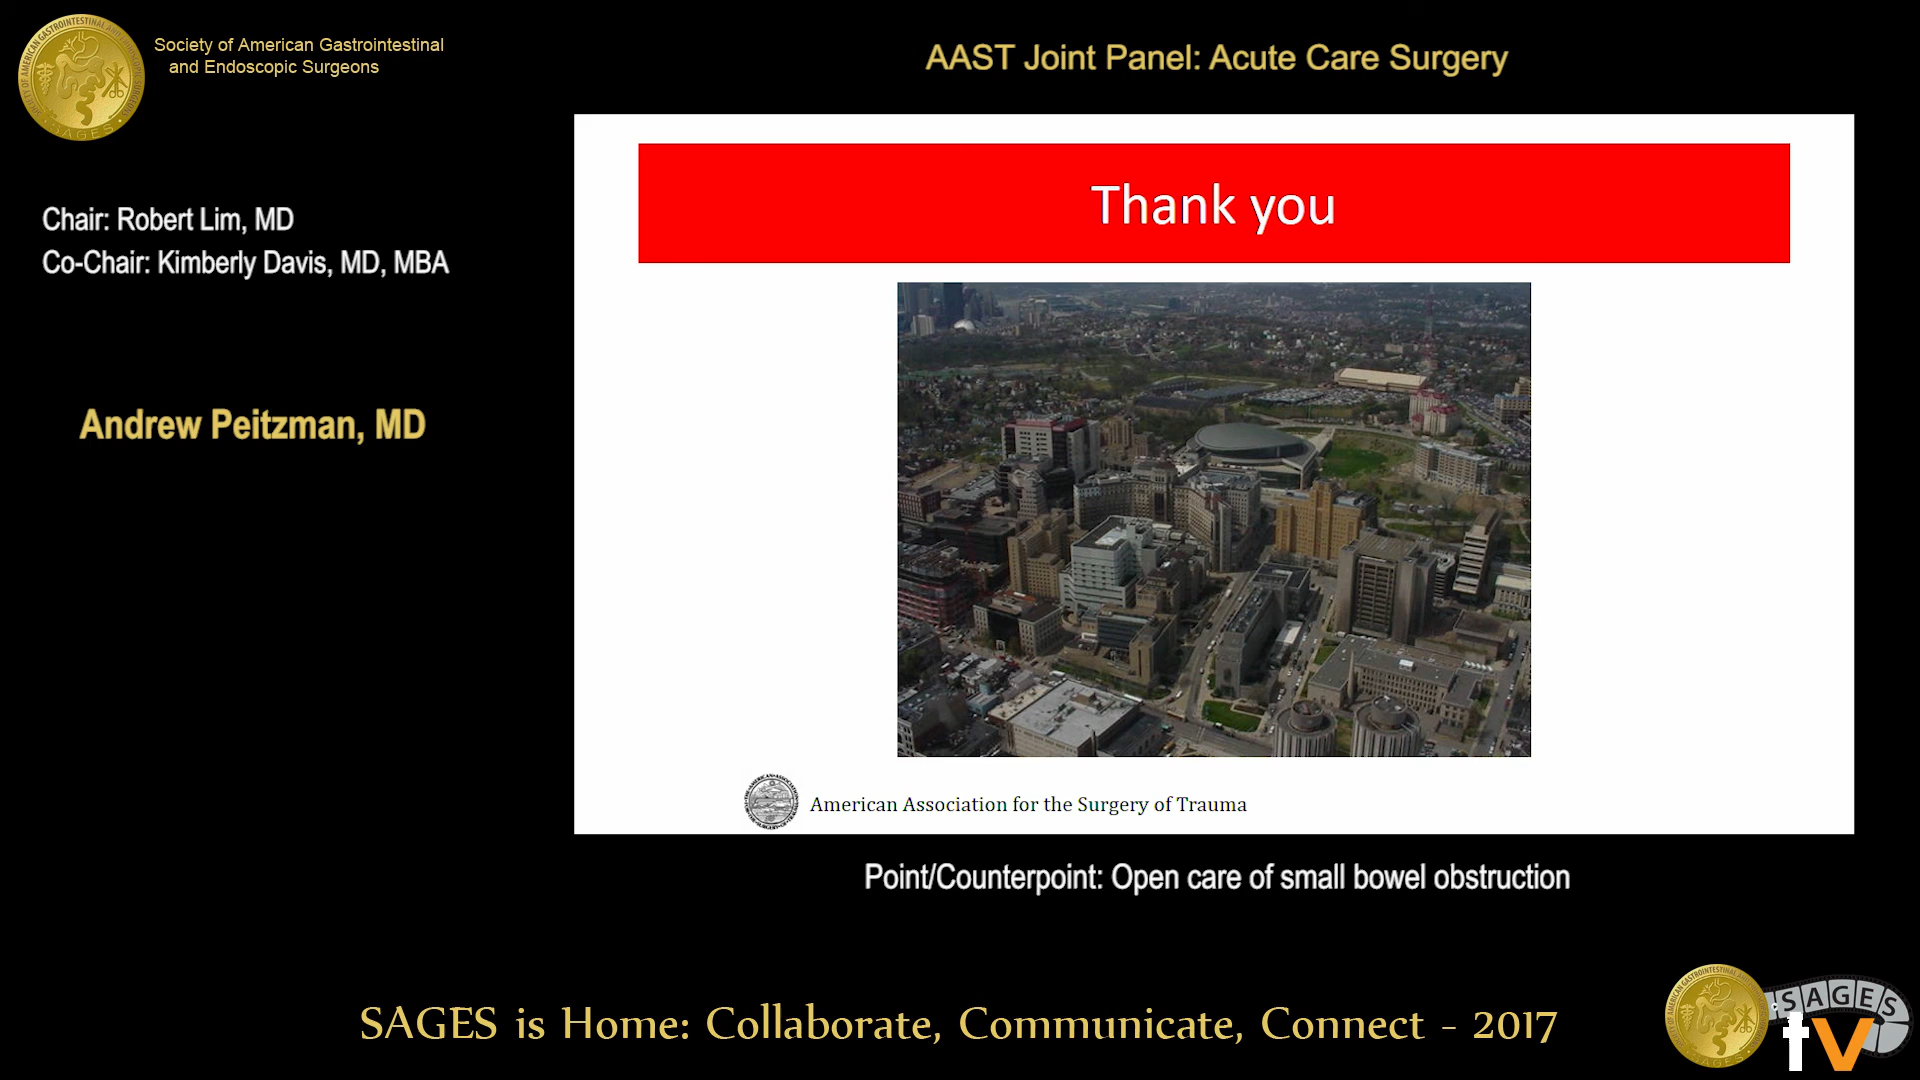 Society of American Gastrointestinal
and Endoscopic Surgeons
AAST Joint Panel: Acute Care Surgery
Chair: Robert Lim, MD
Co-Chair: Kimberly Davis, MD, MBA
Andrew Peitzman, MD
Thank you
American Association for the Surgery of Trauma
Point/Counterpoint: Open care of small bowel obstruction
SAGES is Home: Collaborate, Communicate, Connect - 2017
SAGES
tv